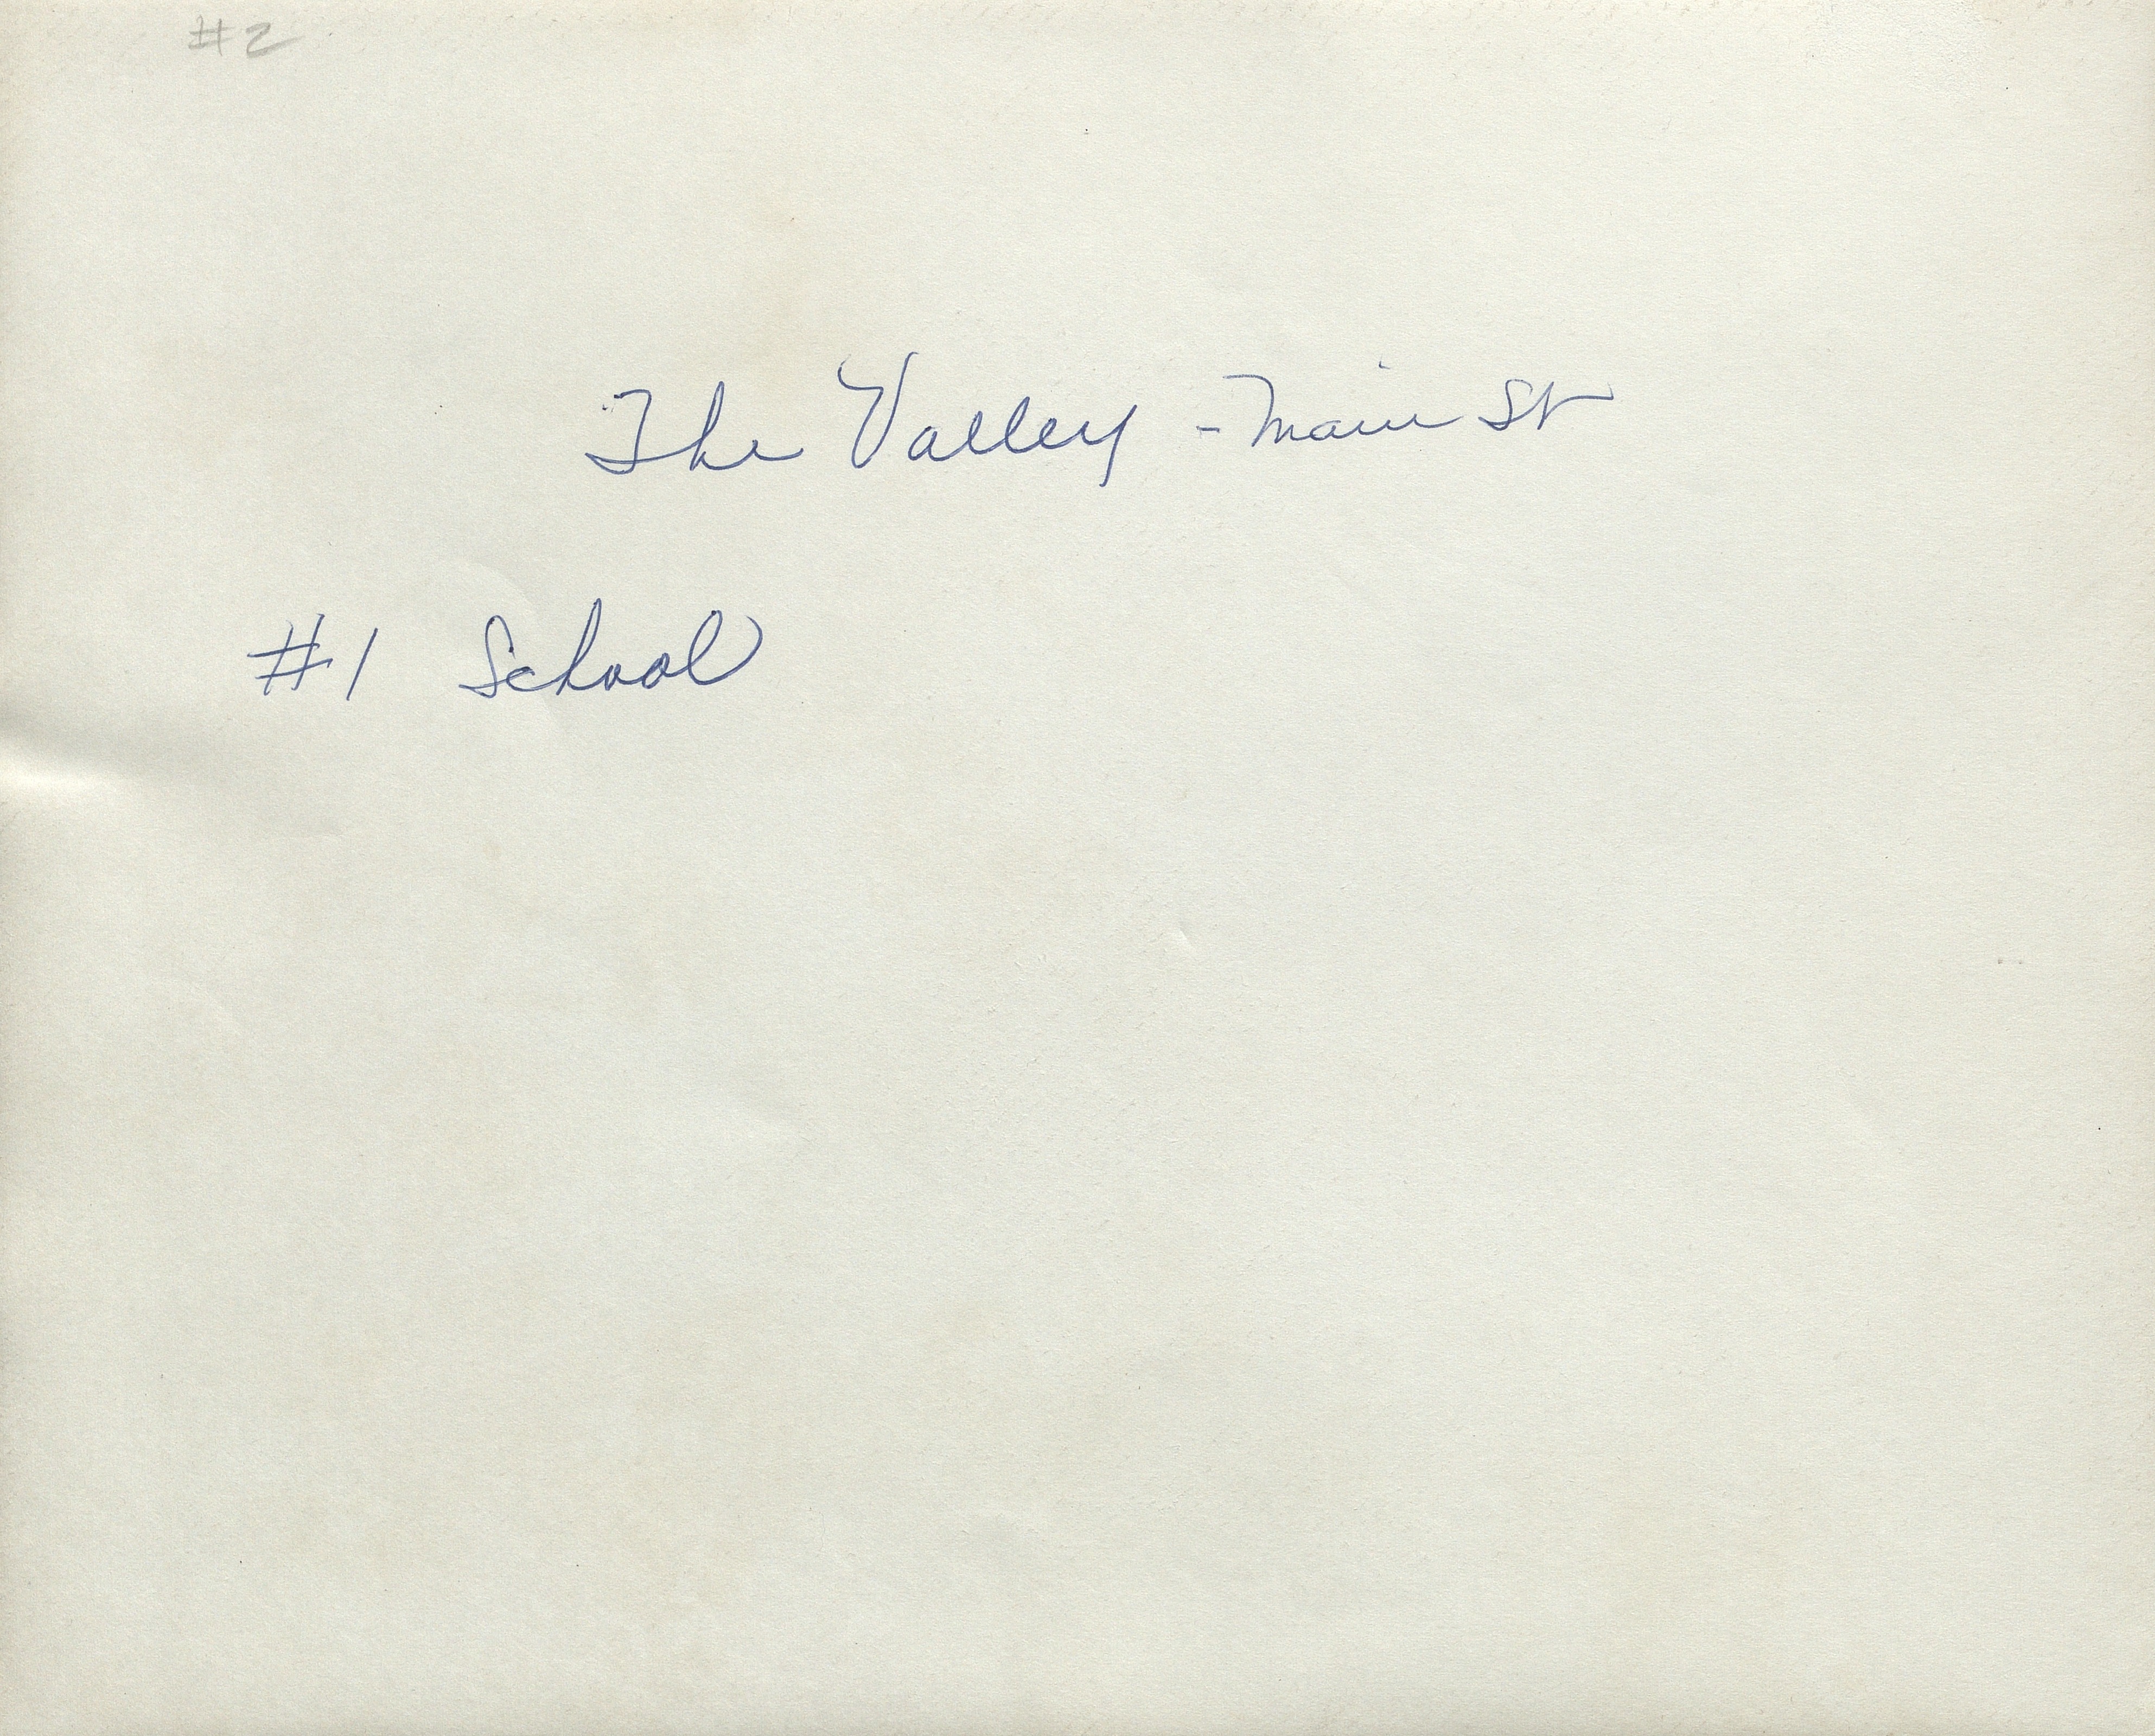 #2
The Valley - Main St
#1 School